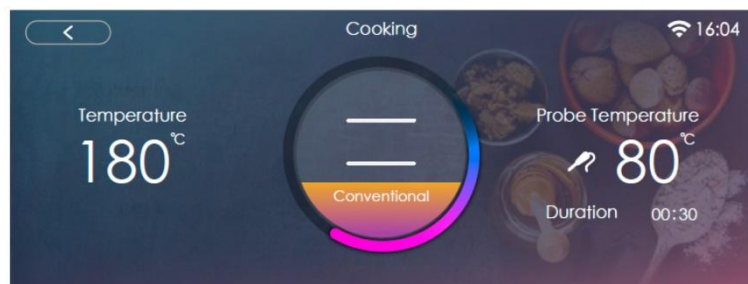 Cooking
16:04
Temperature
180℃
Conventional
Probe Temperature
80℃
Duration 00:30